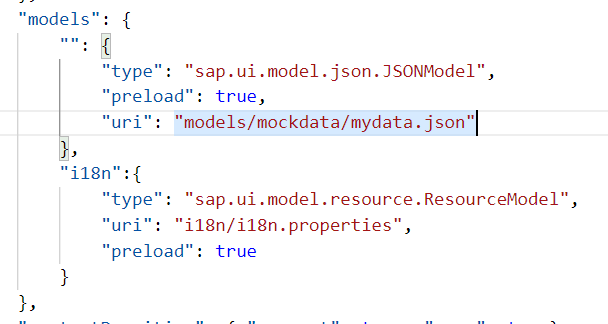 "models": {
"": {
"type": "sap.ui.model.json.JSONModel",
"preload": true,
"uri": "models/mockdata/mydata.json"
},
"i18n":{
"type": "sap.ui.model.resource.ResourceModel",
"uri": "i18n/i18n.properties",
"preload": true
}
},